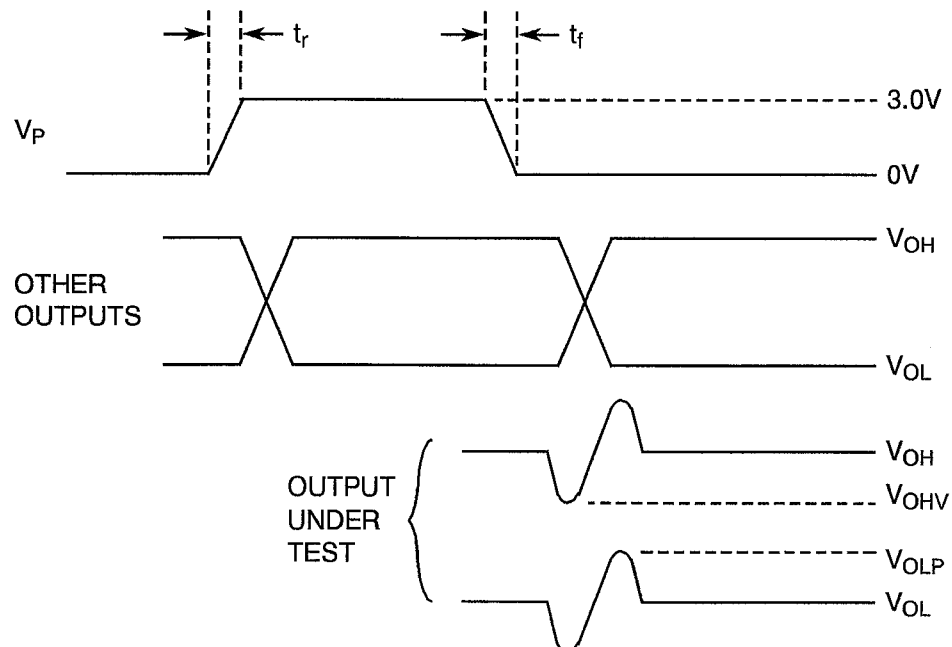 t_r
t_f
V_P
3.0V
0V
OTHER
OUTPUTS
V_OH
V_OL
OUTPUT
UNDER
TEST
V_OH
V_OHV
V_OLP
V_OL